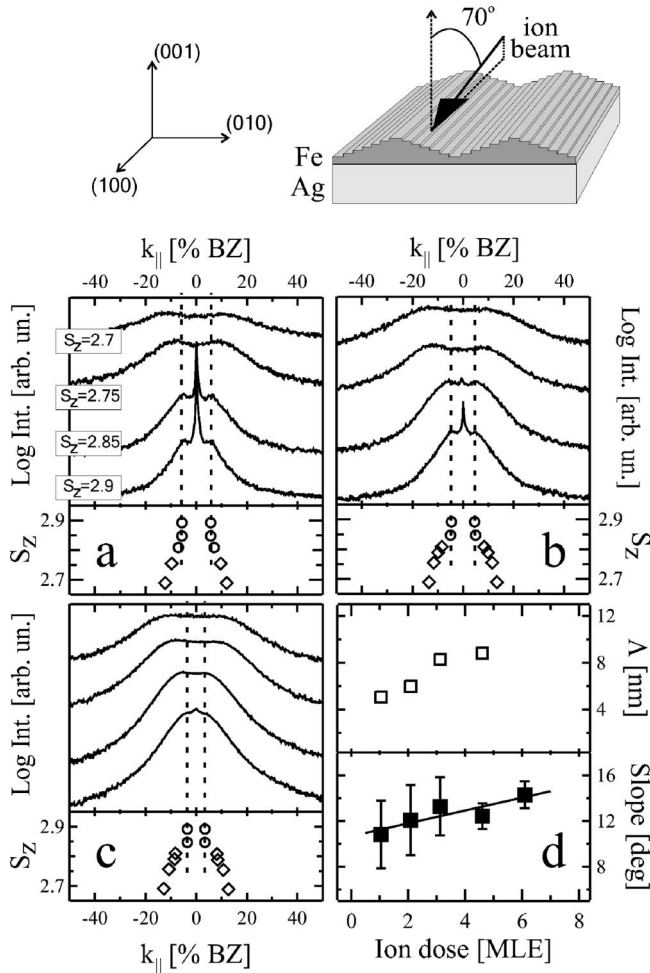 70°
ion
beam
(001)
(010)
(100)
Fe
Ag
k|| [% BZ]
k|| [% BZ]
-40 -20 0 20 40
-40 -20 0 20 40
Log Int. [arb. un.]
Log Int. [arb. un.]
Sz=2.7
Sz=2.75
Sz=2.85
Sz=2.9
Sz
2.9
2.7
a
b
2.9
2.7
Sz
Log Int. [arb. un.]
12
8
4
Λ [nm]
Sz
2.9
2.7
c
d
16
12
8
Slope [deg]
-40 -20 0 20 40
0 2 4 6 8
k|| [% BZ]
Ion dose [MLE]